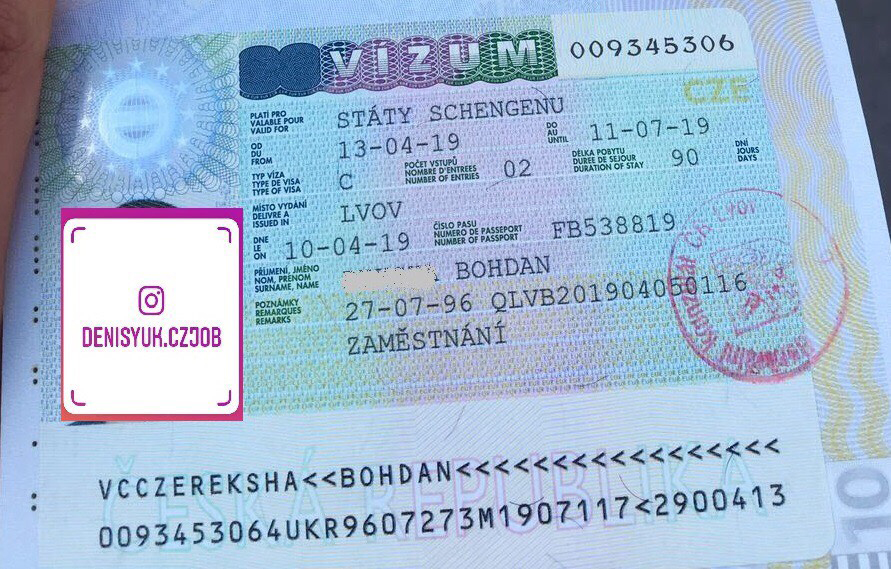 VÍZUM 009345306
CZE
PLATÍ PRO
VALABLE POUR
VALID FOR
STÁTY SCHENGENU
OD
DU
FROM
13-04-19
DO
AU
UNTIL
11-07-19
TYP VÍZA
TYPE DE VISA
TYPE OF VISA
C
POČET VSTUPŮ
NOMBRE D'ENTREES
NUMBER OF ENTRIES
02
DÉLKA POBYTU
DUREE DE SEJOUR
DURATION OF STAY
90
DNÍ
JOURS
DAYS
MÍSTO VYDÁNÍ
DELIVRE A
ISSUED IN
LVOV
DNE
LE
ON
10-04-19
ČÍSLO PASU
NUMERO DE PASSEPORT
NUMBER OF PASSPORT
FB538819
PŘÍJMENÍ, JMÉNO
NOM, PRENOM
SURNAME, NAME
BOHDAN
POZNÁMKY
REMARQUES
REMARKS
27-07-96 QLVB201904050116
ZAMĚSTNÁNÍ
DENISYUK.CZJOB
ČESKÁ REPUBLIKA
VCCZEREKSHA<<BOHDAN<<<<<<<<<<<<<<<<<
0093453064UKR9607273M1907117<2900413
10